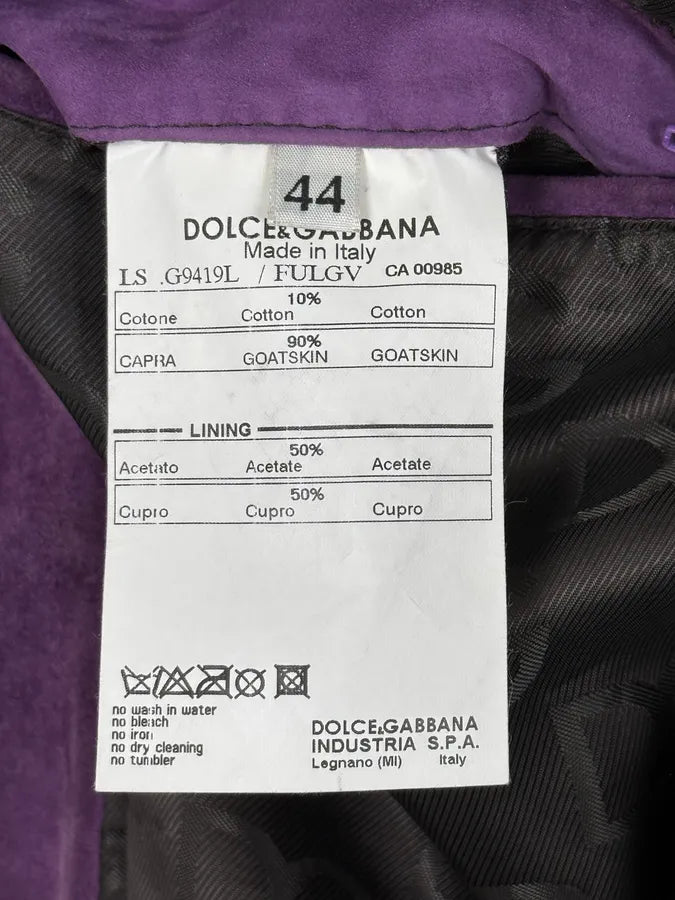 44
DOLCE&GABBANA
Made in Italy
LS .G9419L / FULGV CA 00985
10%
Cotone Cotton Cotton
90%
CAPRA GOATSKIN GOATSKIN
LINING
50%
Acetato Acetate Acetate
50%
Cupro Cupro Cupro
no wash in water
no bleach
no iron
no dry cleaning
no tumbler
DOLCE&GABBANA
INDUSTRIA S.P.A.
Legnano (MI) Italy